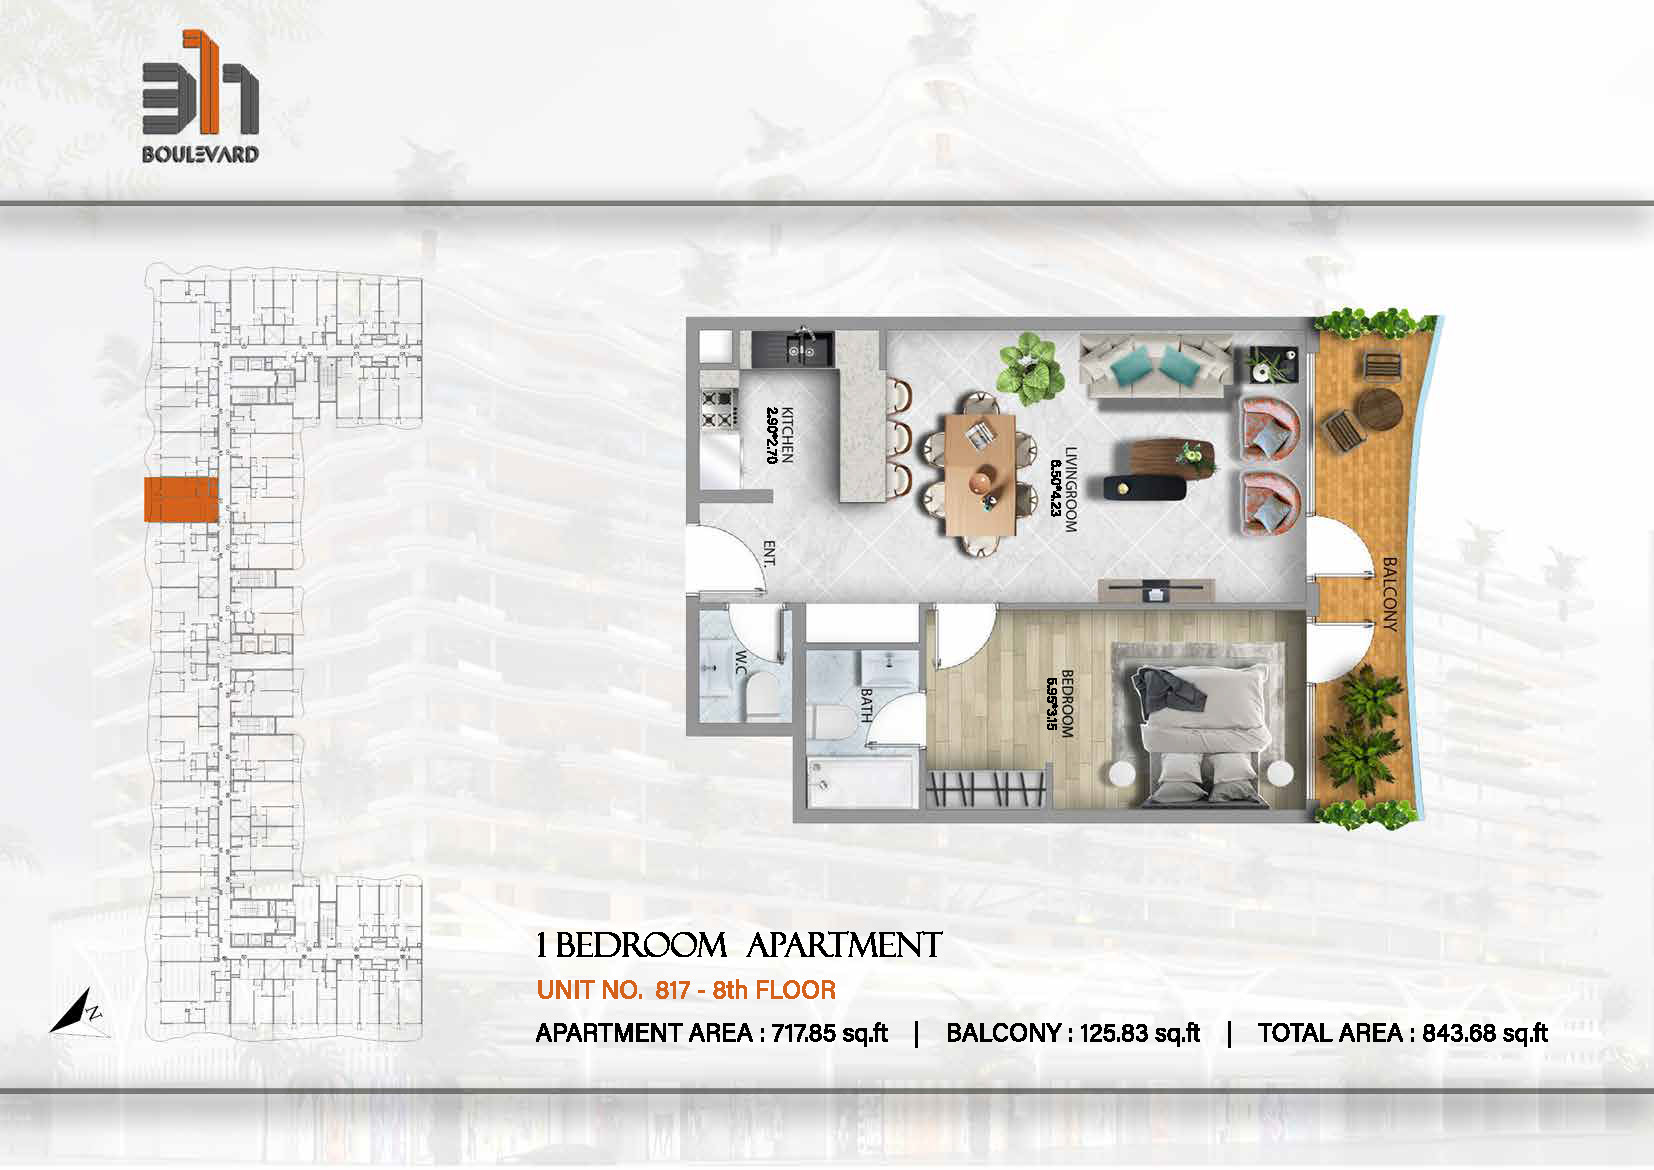 311
BOULEVARD
KITCHEN
2.90*2.70
LIVINGROOM
6.50*4.23
ENT.
BALCONY
W.C
BATH
BEDROOM
5.95*3.15
N
1 BEDROOM APARTMENT
UNIT NO. 817 - 8th FLOOR
APARTMENT AREA : 717.85 sq.ft | BALCONY : 125.83 sq.ft | TOTAL AREA : 843.68 sq.ft